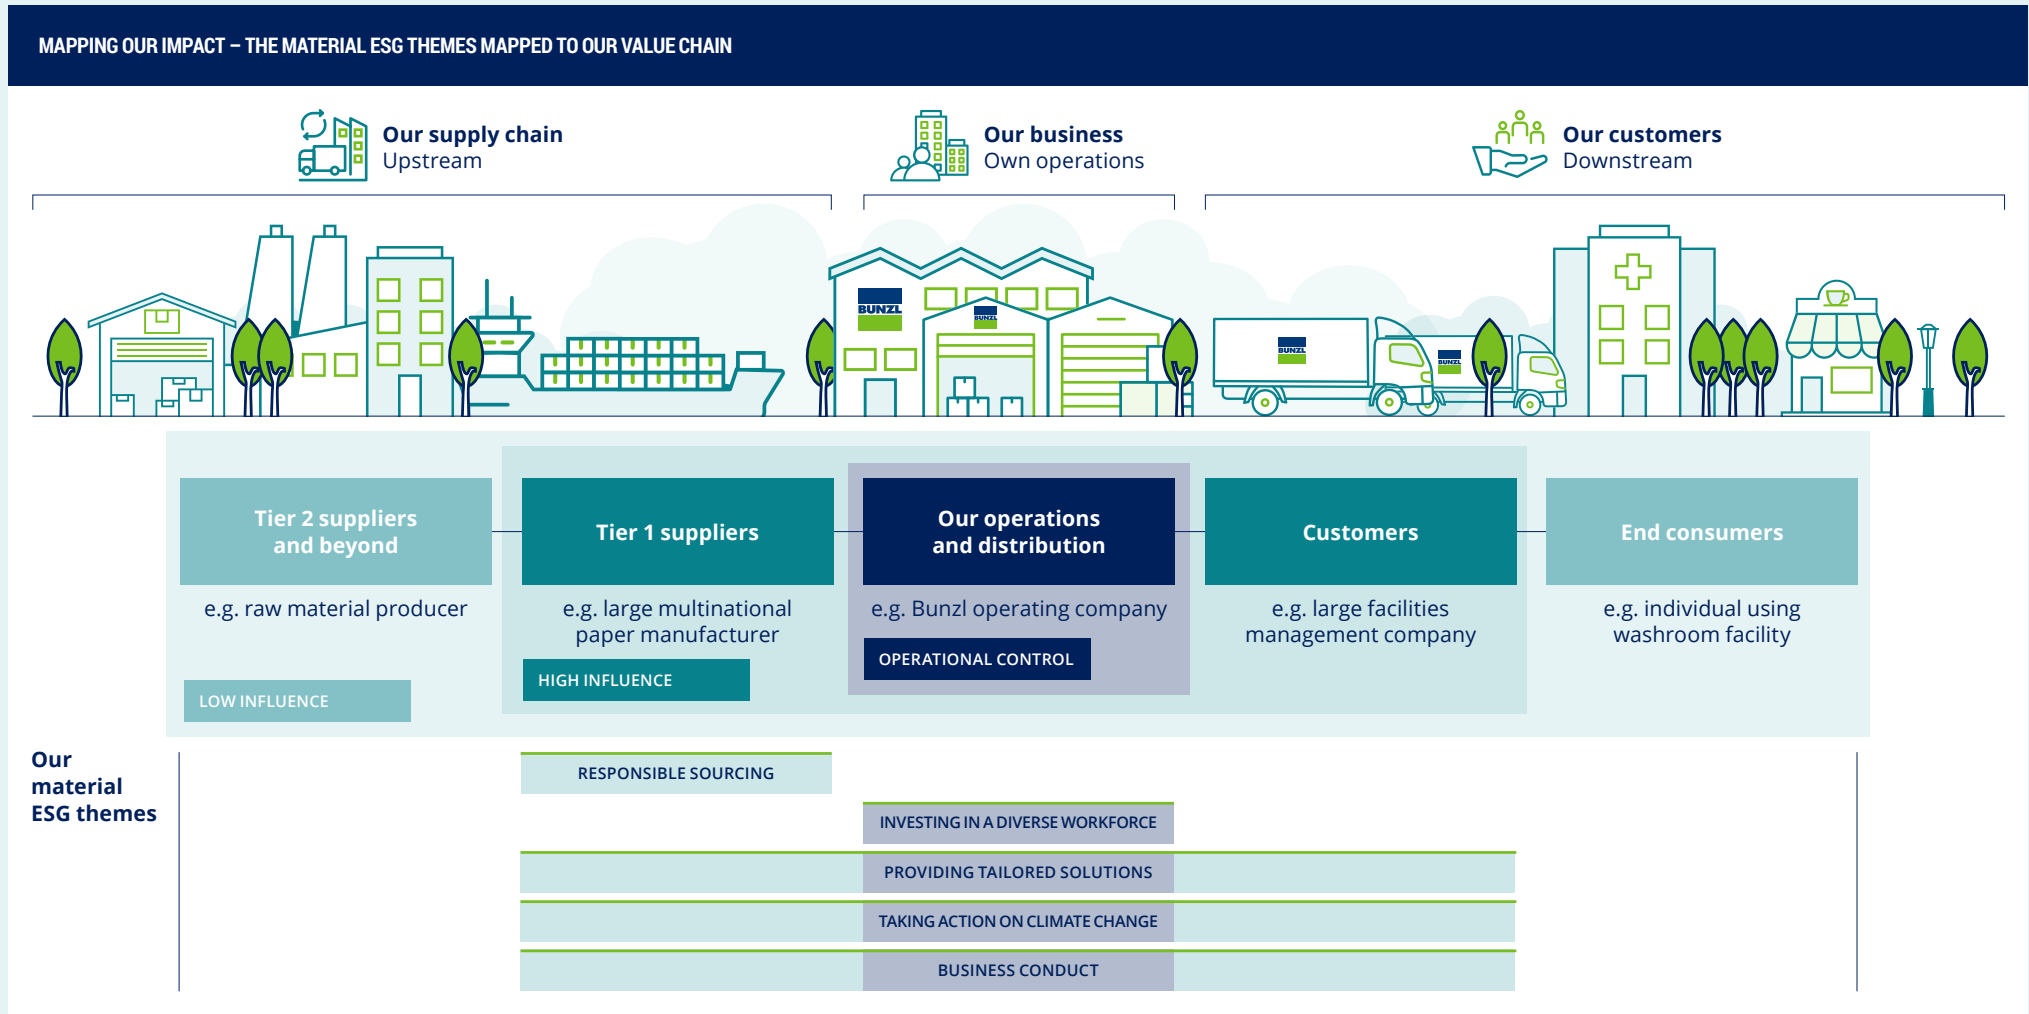 MAPPING OUR IMPACT – THE MATERIAL ESG THEMES MAPPED TO OUR VALUE CHAIN
Our supply chain
Upstream
Our business
Own operations
Our customers
Downstream
BUNZL
BUNZL
BUNZL
BUNZL
Tier 2 suppliers
and beyond
e.g. raw material producer
LOW INFLUENCE
Tier 1 suppliers
e.g. large multinational
paper manufacturer
HIGH INFLUENCE
Our operations
and distribution
e.g. Bunzl operating company
OPERATIONAL CONTROL
Customers
e.g. large facilities
management company
End consumers
e.g. individual using
washroom facility
Our
material
ESG themes
RESPONSIBLE SOURCING
INVESTING IN A DIVERSE WORKFORCE
PROVIDING TAILORED SOLUTIONS
TAKING ACTION ON CLIMATE CHANGE
BUSINESS CONDUCT